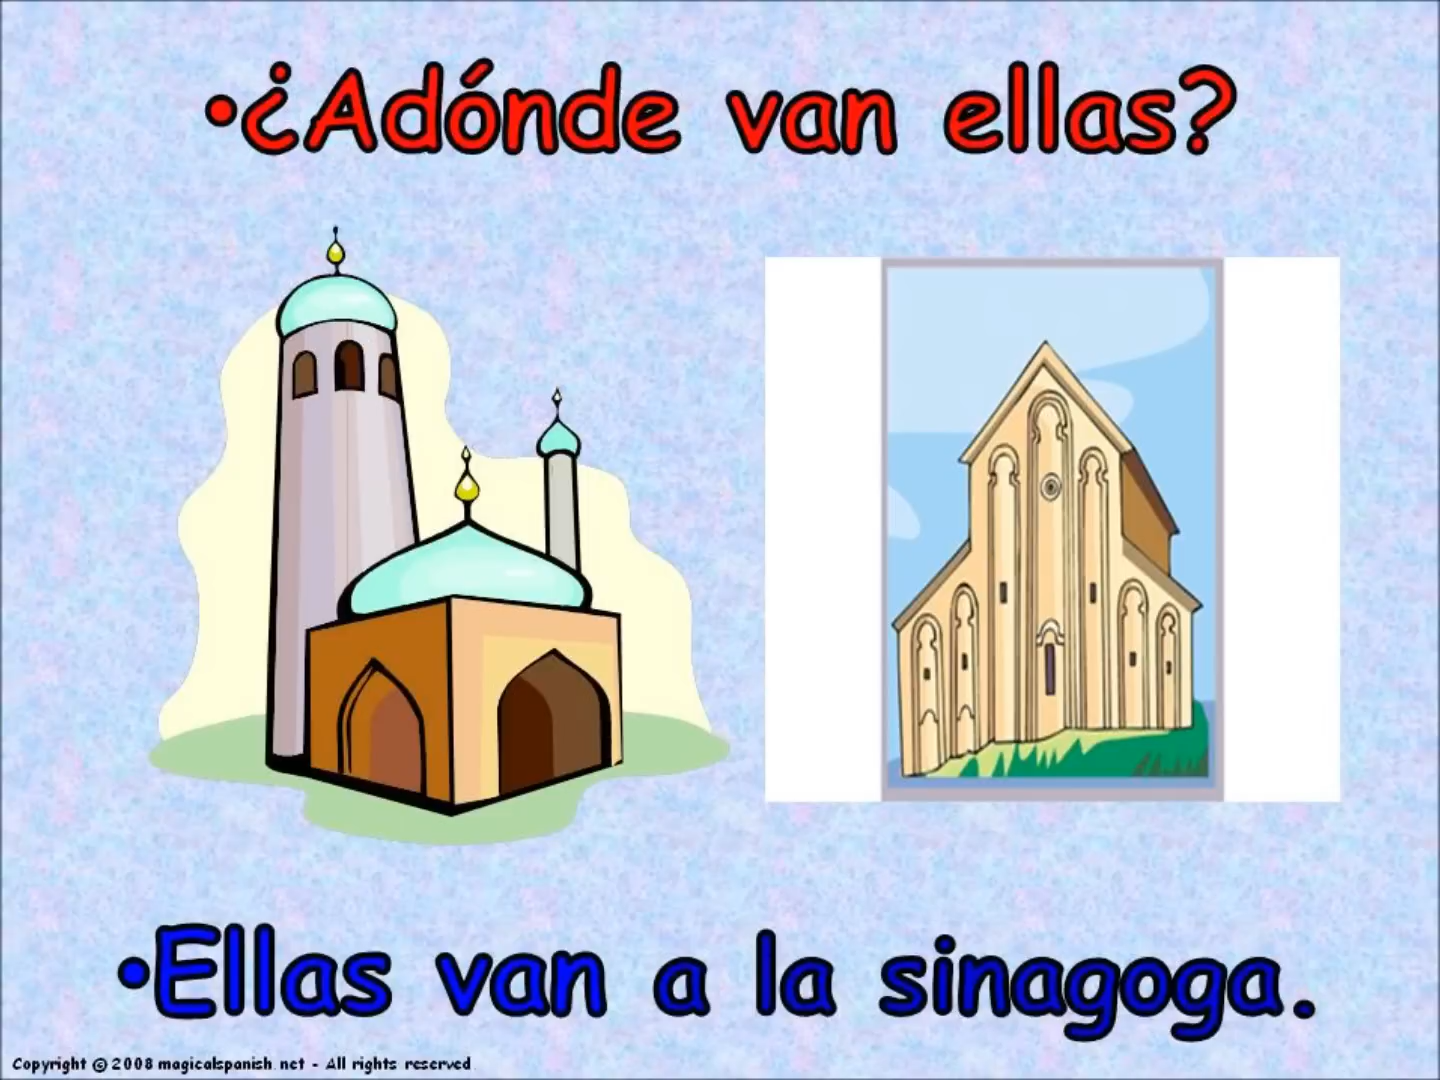 •¿Adónde van ellas?
•Ellas van a la sinagoga.
Copyright © 2008 magicalspanish.net - All rights reserved